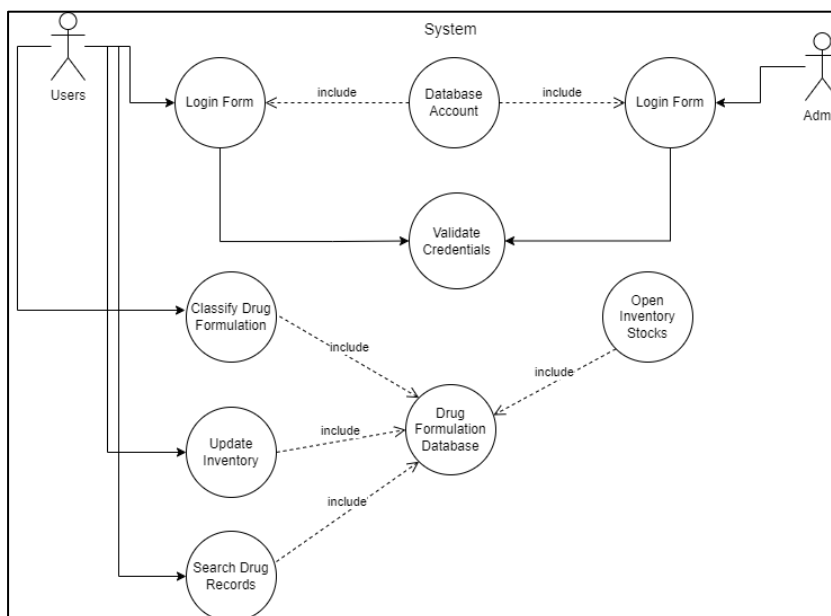 System
Users
Login Form
include
Database
Account
include
Login Form
Adm
Validate
Credentials
Classify Drug
Formulation
include
Open
Inventory
Stocks
include
Drug
Formulation
Database
Update
Inventory
include
include
Search Drug
Records